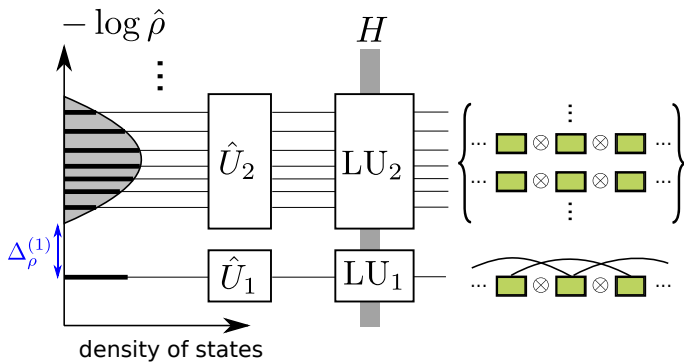 − log ρ̂
H
⋮
Û₂
LU₂
⋮
··· ⊗ ⊗ ···
··· ⊗ ⊗ ···
⋮
Δρ⁽¹⁾
Û₁
LU₁
··· ⊗ ⊗ ···
density of states